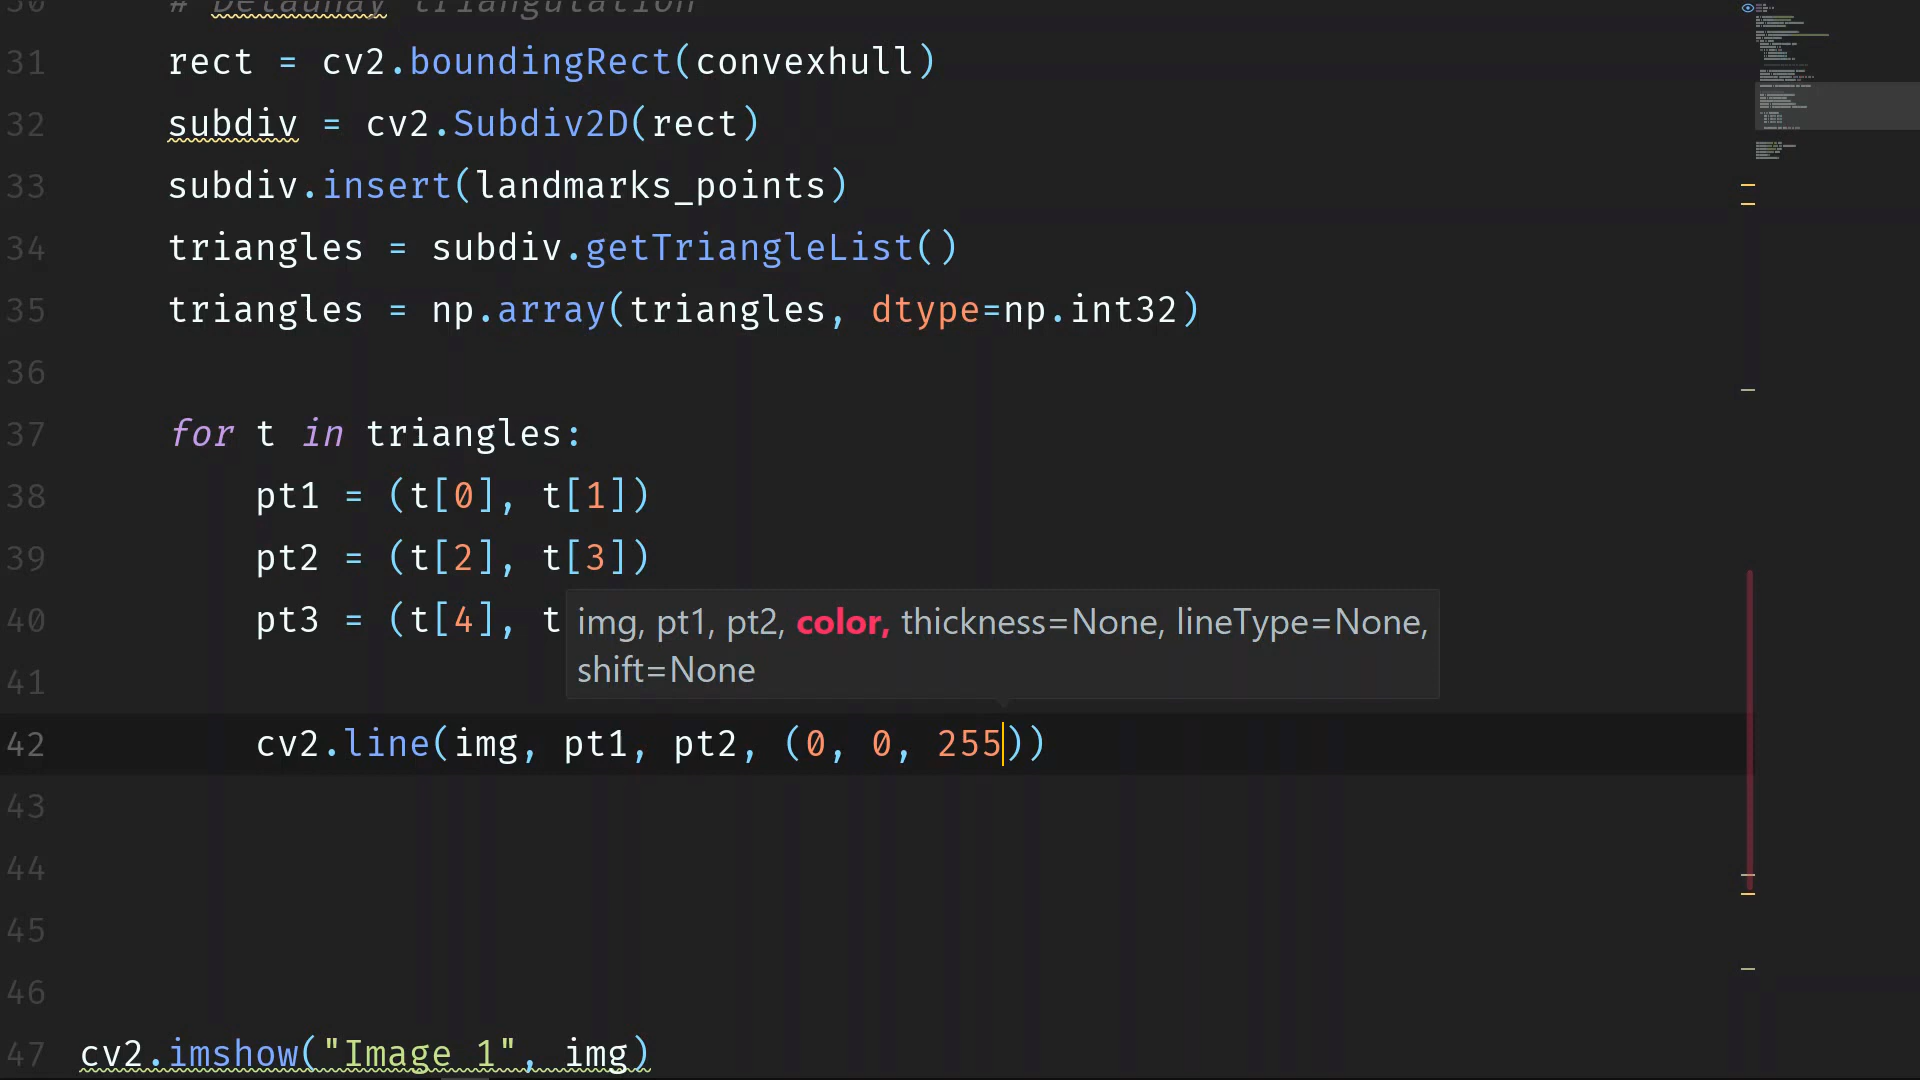 30 # Delaunay triangulation
31 rect = cv2.boundingRect(convexhull)
32 subdiv = cv2.Subdiv2D(rect)
33 subdiv.insert(landmarks_points)
34 triangles = subdiv.getTriangleList()
35 triangles = np.array(triangles, dtype=np.int32)
36
37 for t in triangles:
38 pt1 = (t[0], t[1])
39 pt2 = (t[2], t[3])
40 pt3 = (t[4], t
img, pt1, pt2, color, thickness=None, lineType=None,
shift=None
41
42 cv2.line(img, pt1, pt2, (0, 0, 255))
43
44
45
46
47 cv2.imshow("Image 1", img)